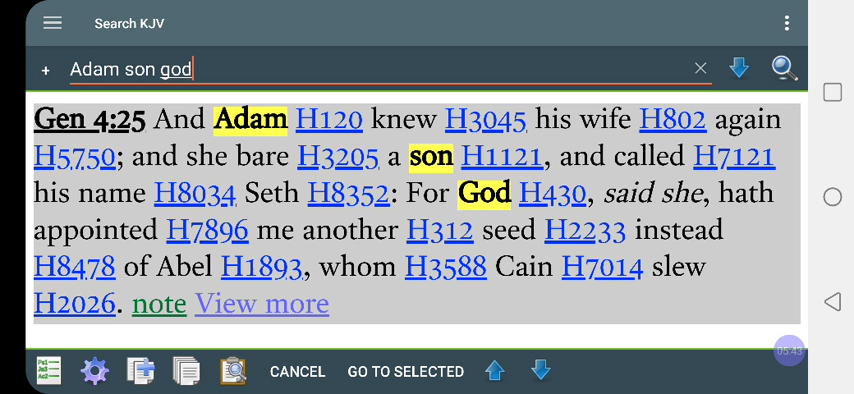 Search KJV
+ Adam son god
Gen 4:25 And Adam H120 knew H3045 his wife H802 again
H5750; and she bare H3205 a son H1121, and called H7121
his name H8034 Seth H8352: For God H430, said she, hath
appointed H7896 me another H312 seed H2233 instead
H8478 of Abel H1893, whom H3588 Cain H7014 slew
H2026. note View more
05:43
CANCEL GO TO SELECTED